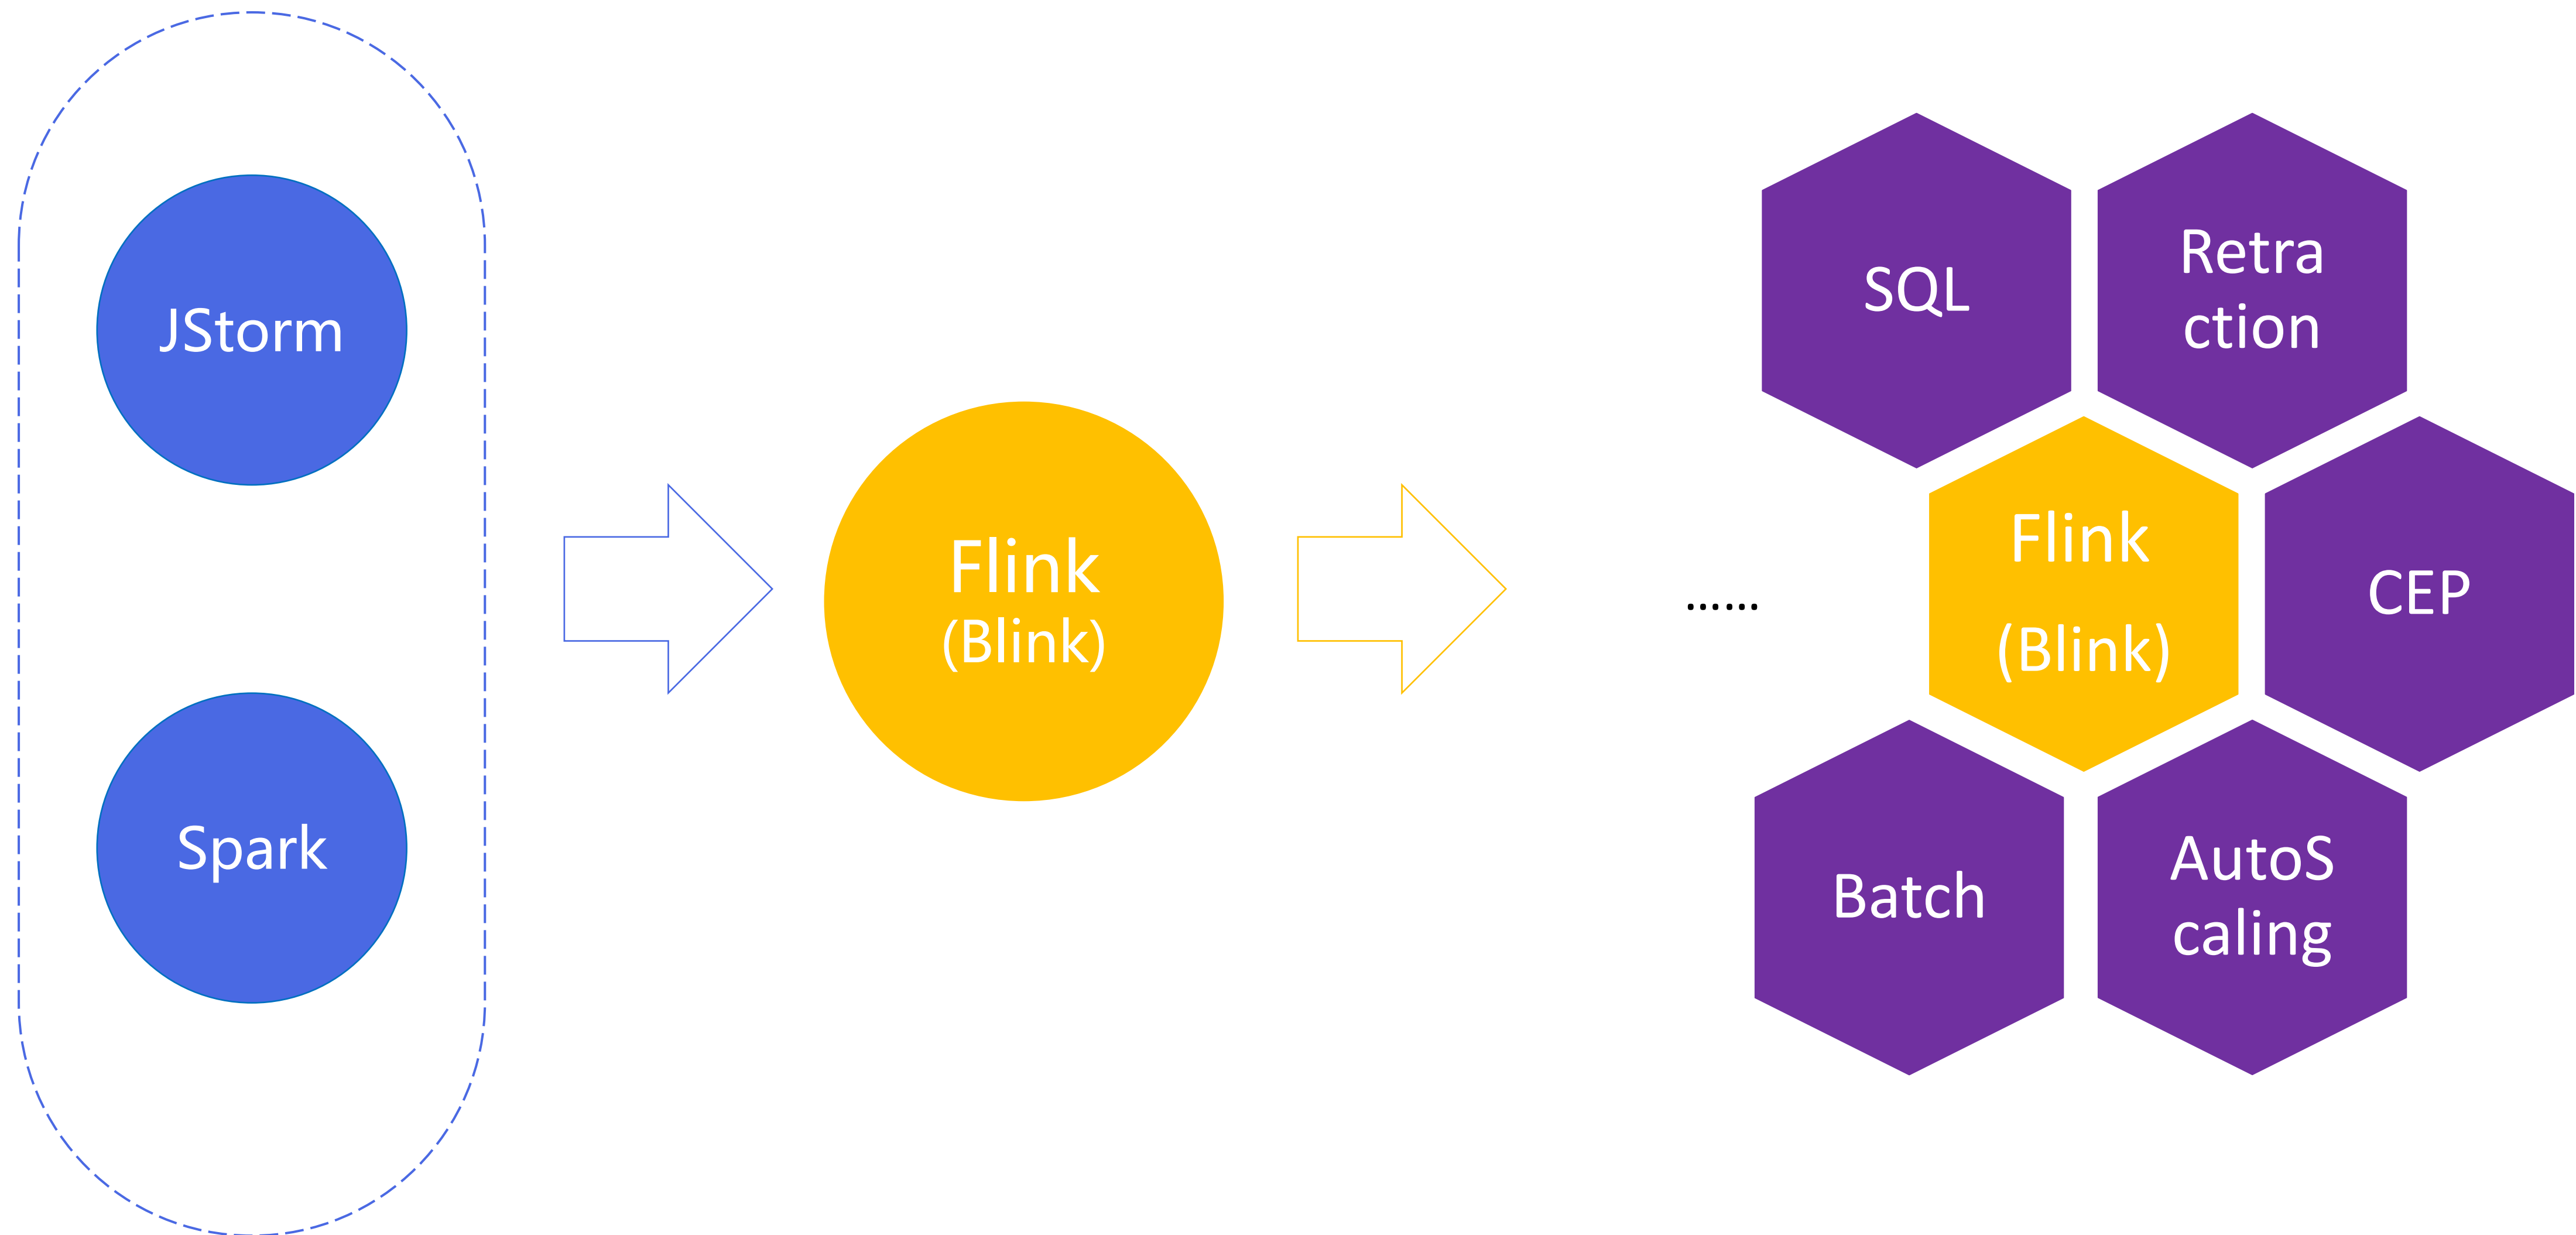 JStorm
Spark
Flink
(Blink)
SQL
Retra
ction
......
Flink
(Blink)
CEP
Batch
AutoS
caling